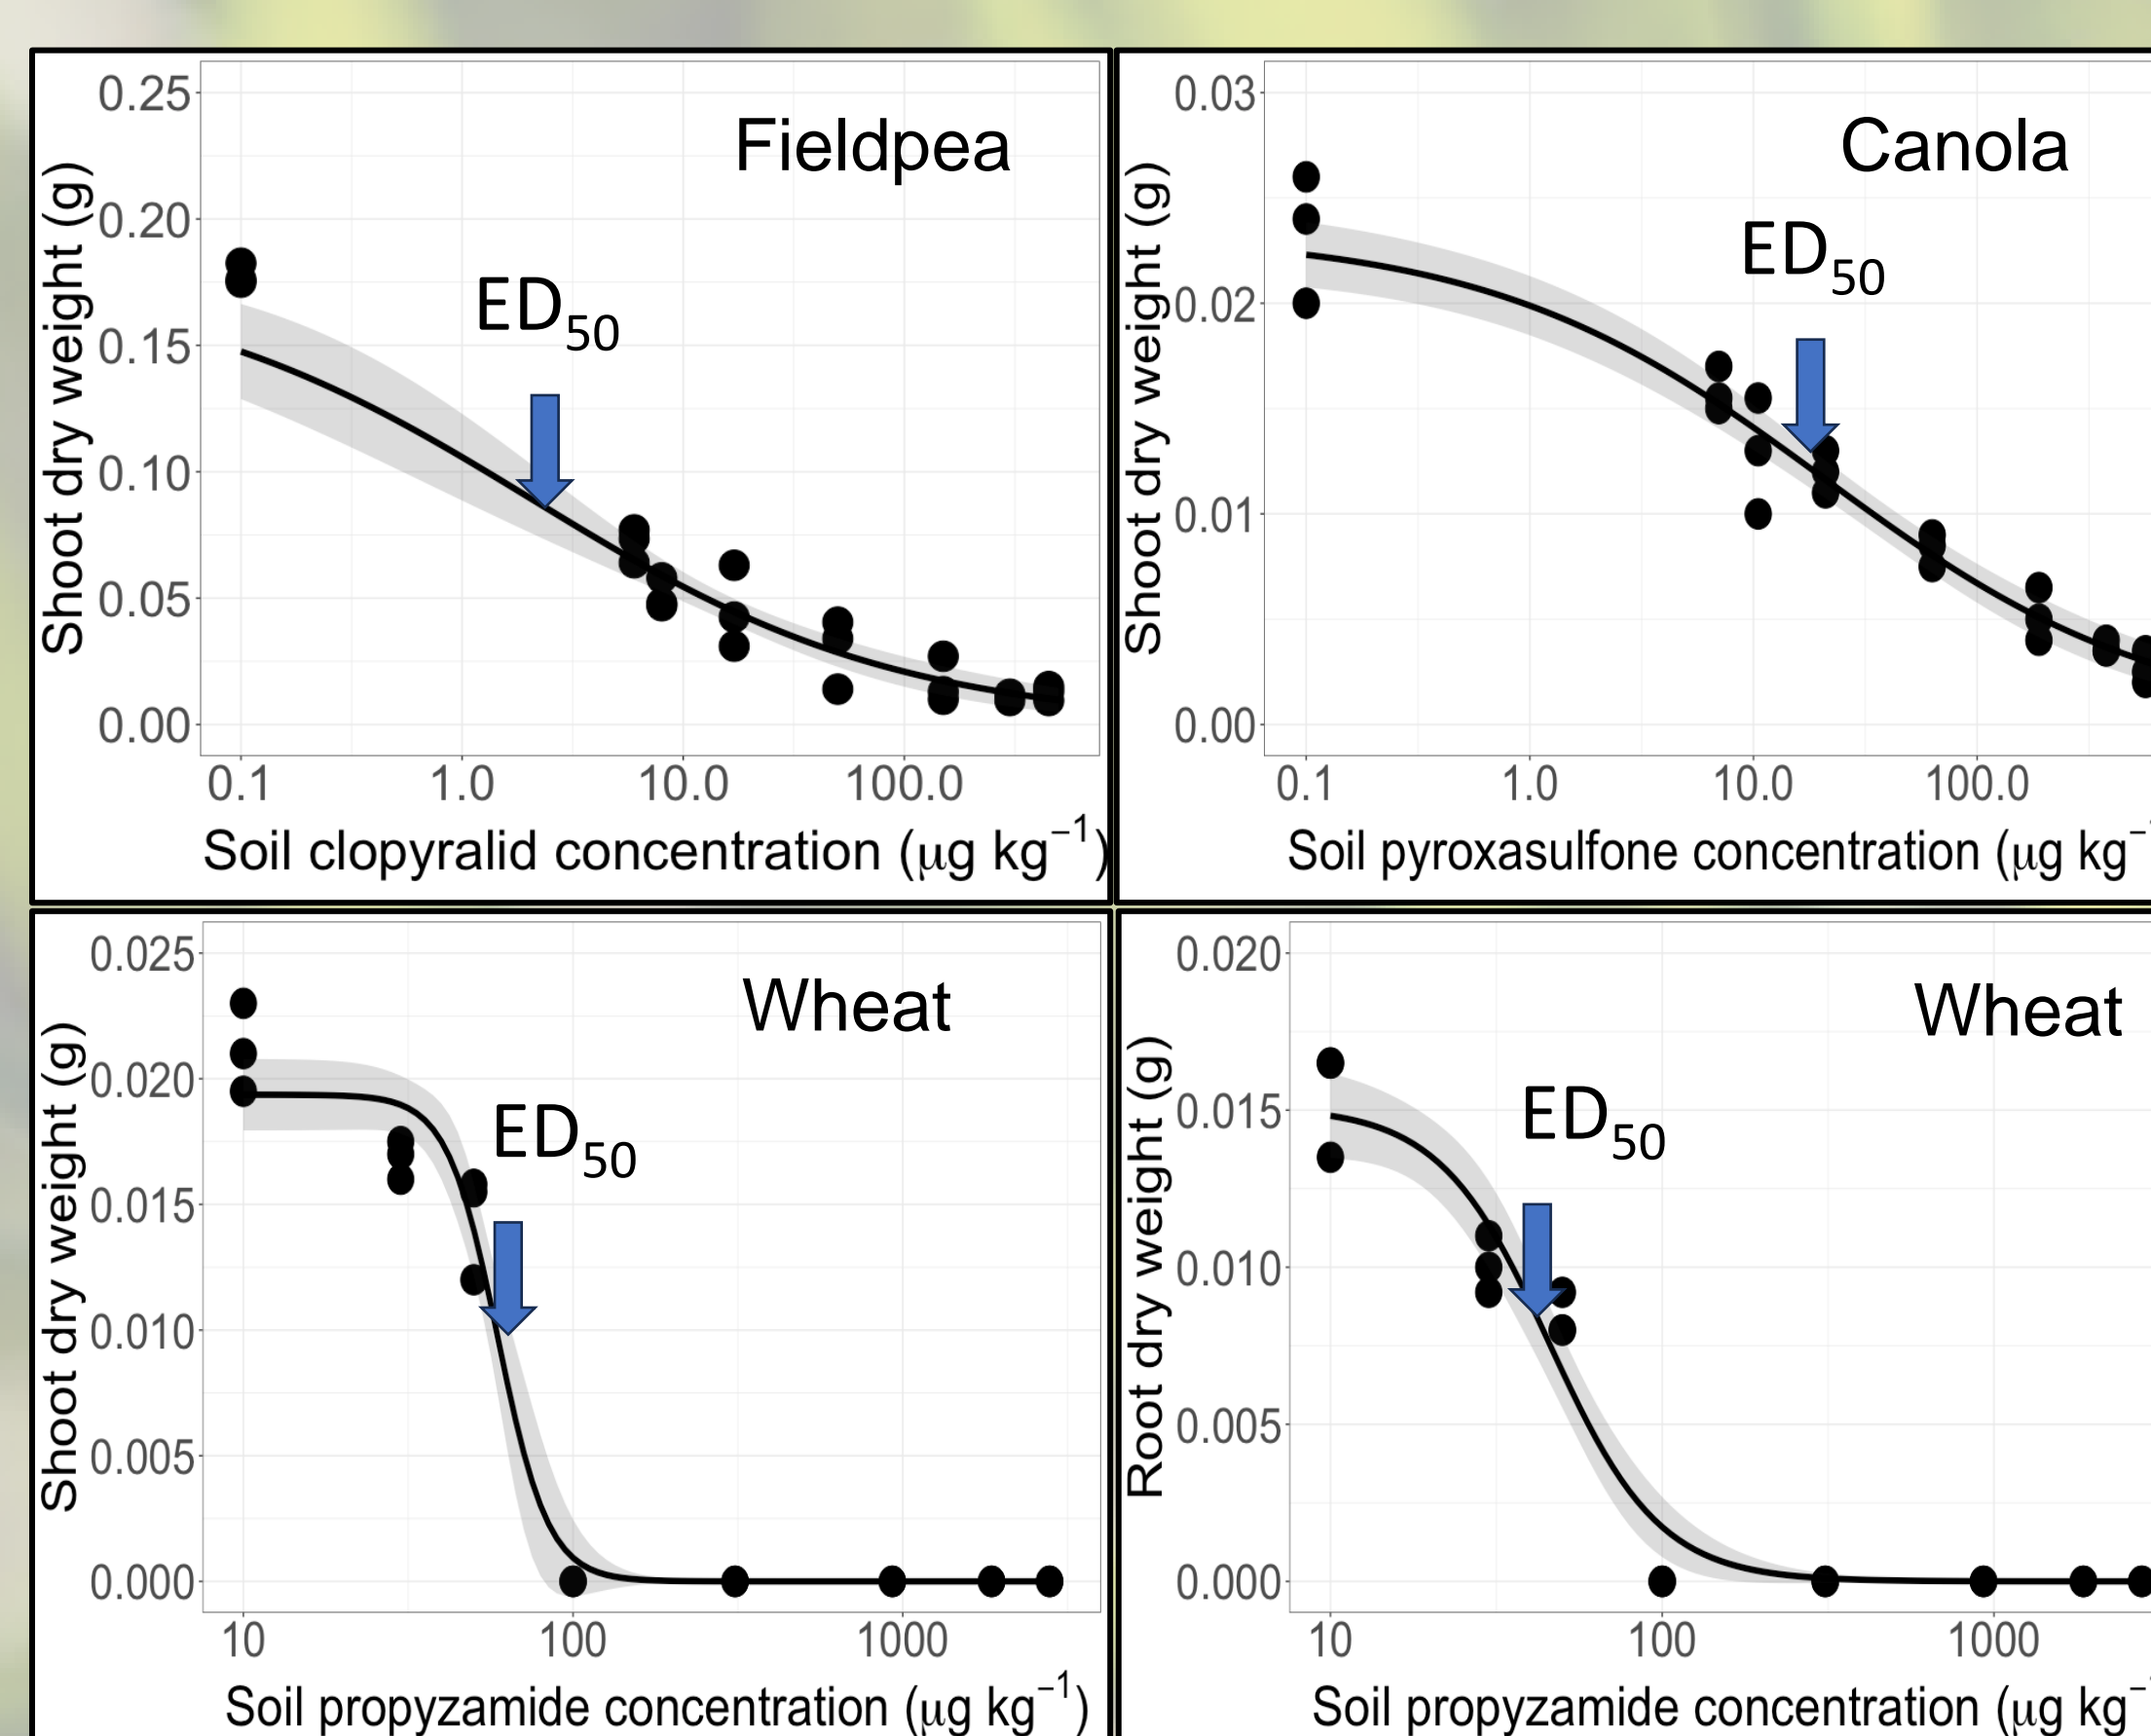 Fieldpea
ED50
Shoot dry weight (g)
0.25
0.20
0.15
0.10
0.05
0.00
0.1 1.0 10.0 100.0
Soil clopyralid concentration (μg kg⁻¹)
Canola
ED50
Shoot dry weight (g)
0.03
0.02
0.01
0.00
0.1 1.0 10.0 100.0
Soil pyroxasulfone concentration (μg kg⁻
Wheat
ED50
Shoot dry weight (g)
0.025
0.020
0.015
0.010
0.005
0.000
10 100 1000
Soil propyzamide concentration (μg kg⁻¹)
Wheat
ED50
Root dry weight (g)
0.020
0.015
0.010
0.005
0.000
10 100 1000
Soil propyzamide concentration (μg kg⁻